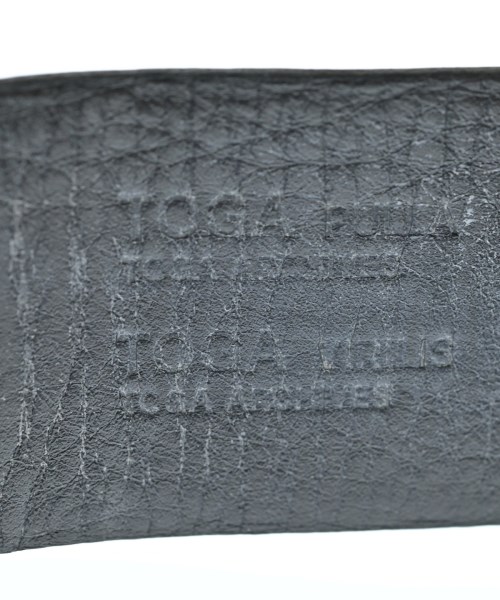 TOGA PULLA
TOGA ARCHIVES
TOGA VIRILIS
TOGA ARCHIVES